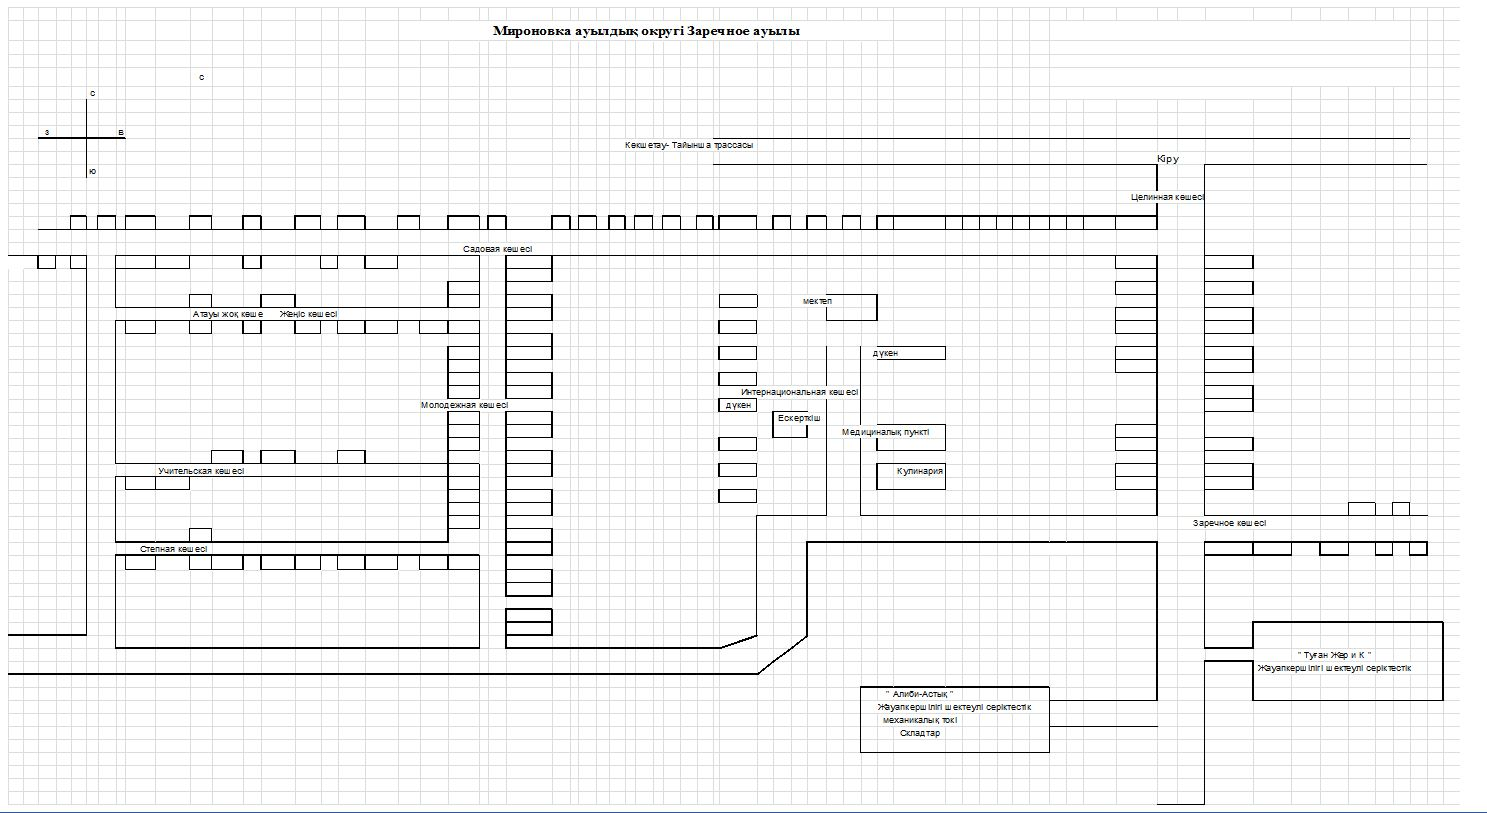 Мироновка ауылдық округі Заречное ауылы
с
с
з в
ю
Көкшетау- Тайынша трассасы
Кіру
Целинная көшесі
Садовая көшесі
мектеп
Атауы жоқ көше Жеңіс көшесі
дүкен
Интернациональная көшесі
Молодежная көшесі
дүкен
Ескерткіш
Медициналық пункті
Учительская көшесі
Кулинария
Заречное көшесі
Степная көшесі
" Туған Жер и К "
Жауапкершілігі шектеулі серіктестік
" Алиби-Астық "
Жауапкершілігі шектеулі серіктестік
механикалық токі
Складтар